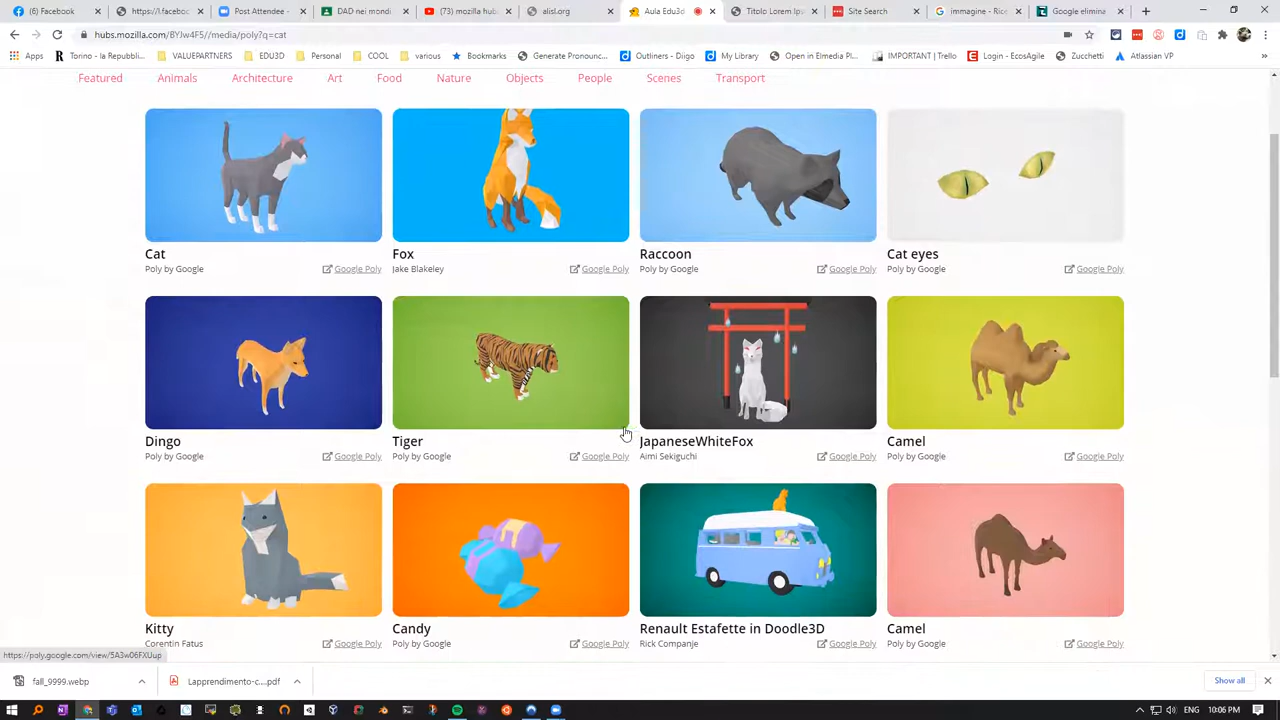 (1) Facebook
https://l.faceboo
Zoom | Post Attendee -
DAD nei mondi
(73) mozilla hub
alisl.org
Aula Edu3d
Titolo Lorem Ips
Site Search
immagine - Ric
Google elimina
hubs.mozilla.com/BYJw4F5//media/poly?q=cat
Apps
Torino - la Repubbli...
VALUEPARTNERS
EDU3D
Personal
COOL
various
Bookmarks
Generate Pronounc...
Outliners - Diigo
My Library
Open in Elmedia Pl...
IMPORTANT | Trello
Login - EcosAgile
Zucchetti
Atlassian VP
Featured
Animals
Architecture
Art
Food
Nature
Objects
People
Scenes
Transport
Cat
Fox
Raccoon
Cat eyes
Poly by Google
Google Poly
Jake Blakeley
Google Poly
Poly by Google
Google Poly
Poly by Google
Google Poly
Dingo
Tiger
JapaneseWhiteFox
Camel
Poly by Google
Google Poly
Poly by Google
Google Poly
Aimi Sekiguchi
Google Poly
Poly by Google
Google Poly
Kitty
Candy
Renault Estafette in Doodle3D
Camel
Corentin Fatus
Google Poly
Poly by Google
Google Poly
Rick Companje
Google Poly
Poly by Google
Google Poly
https://poly.google.com/view/5A3w06FXUup
fall_9999.webp
Lapprendimento-c....pdf
Show all
ENG
10:06 PM